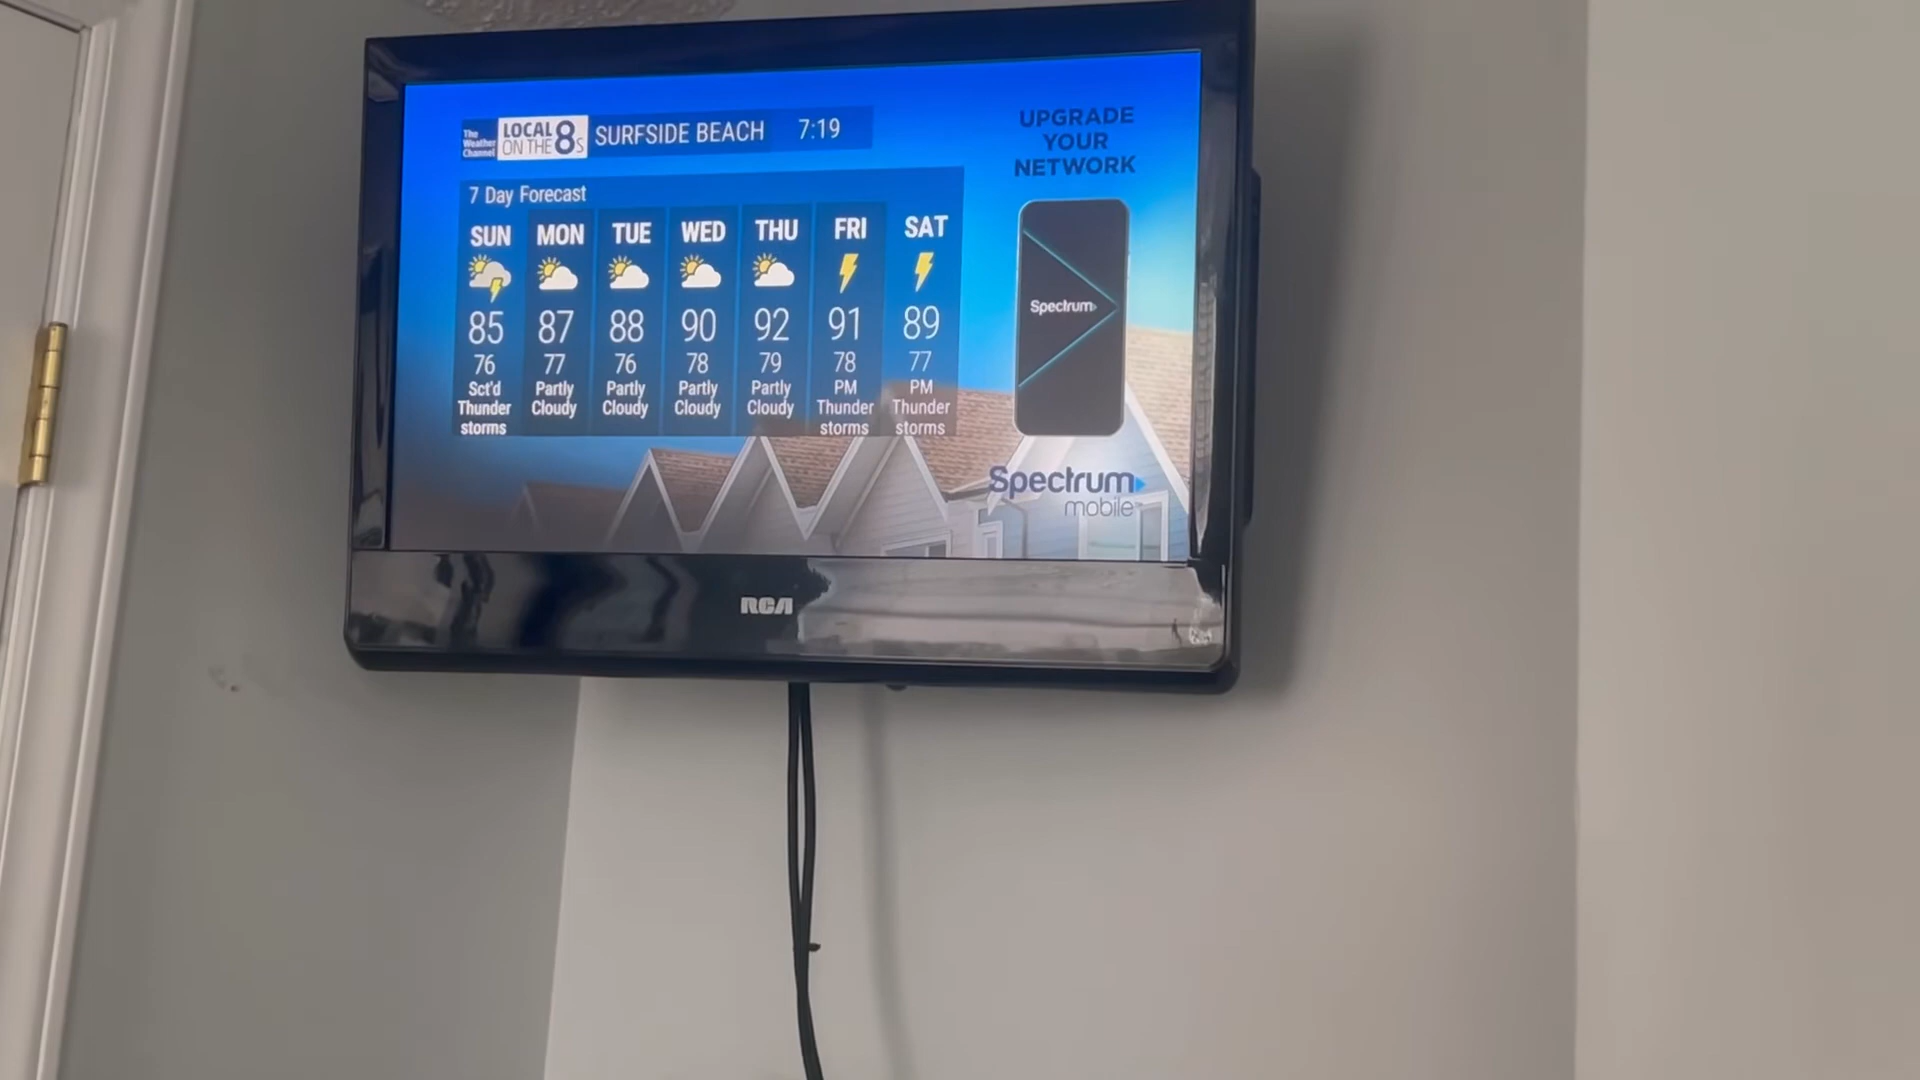 The
Weather
Channel
LOCAL
ON THE 8s
SURFSIDE BEACH 7:19
7 Day Forecast
SUN MON TUE WED THU FRI SAT
85 87 88 90 92 91 89
76 77 76 78 79 78 77
Sct'd Partly Partly Partly Partly PM PM
Thunder Cloudy Cloudy Cloudy Cloudy Thunder Thunder
storms storms storms
UPGRADE
YOUR
NETWORK
Spectrum
Spectrum
mobile
RCA